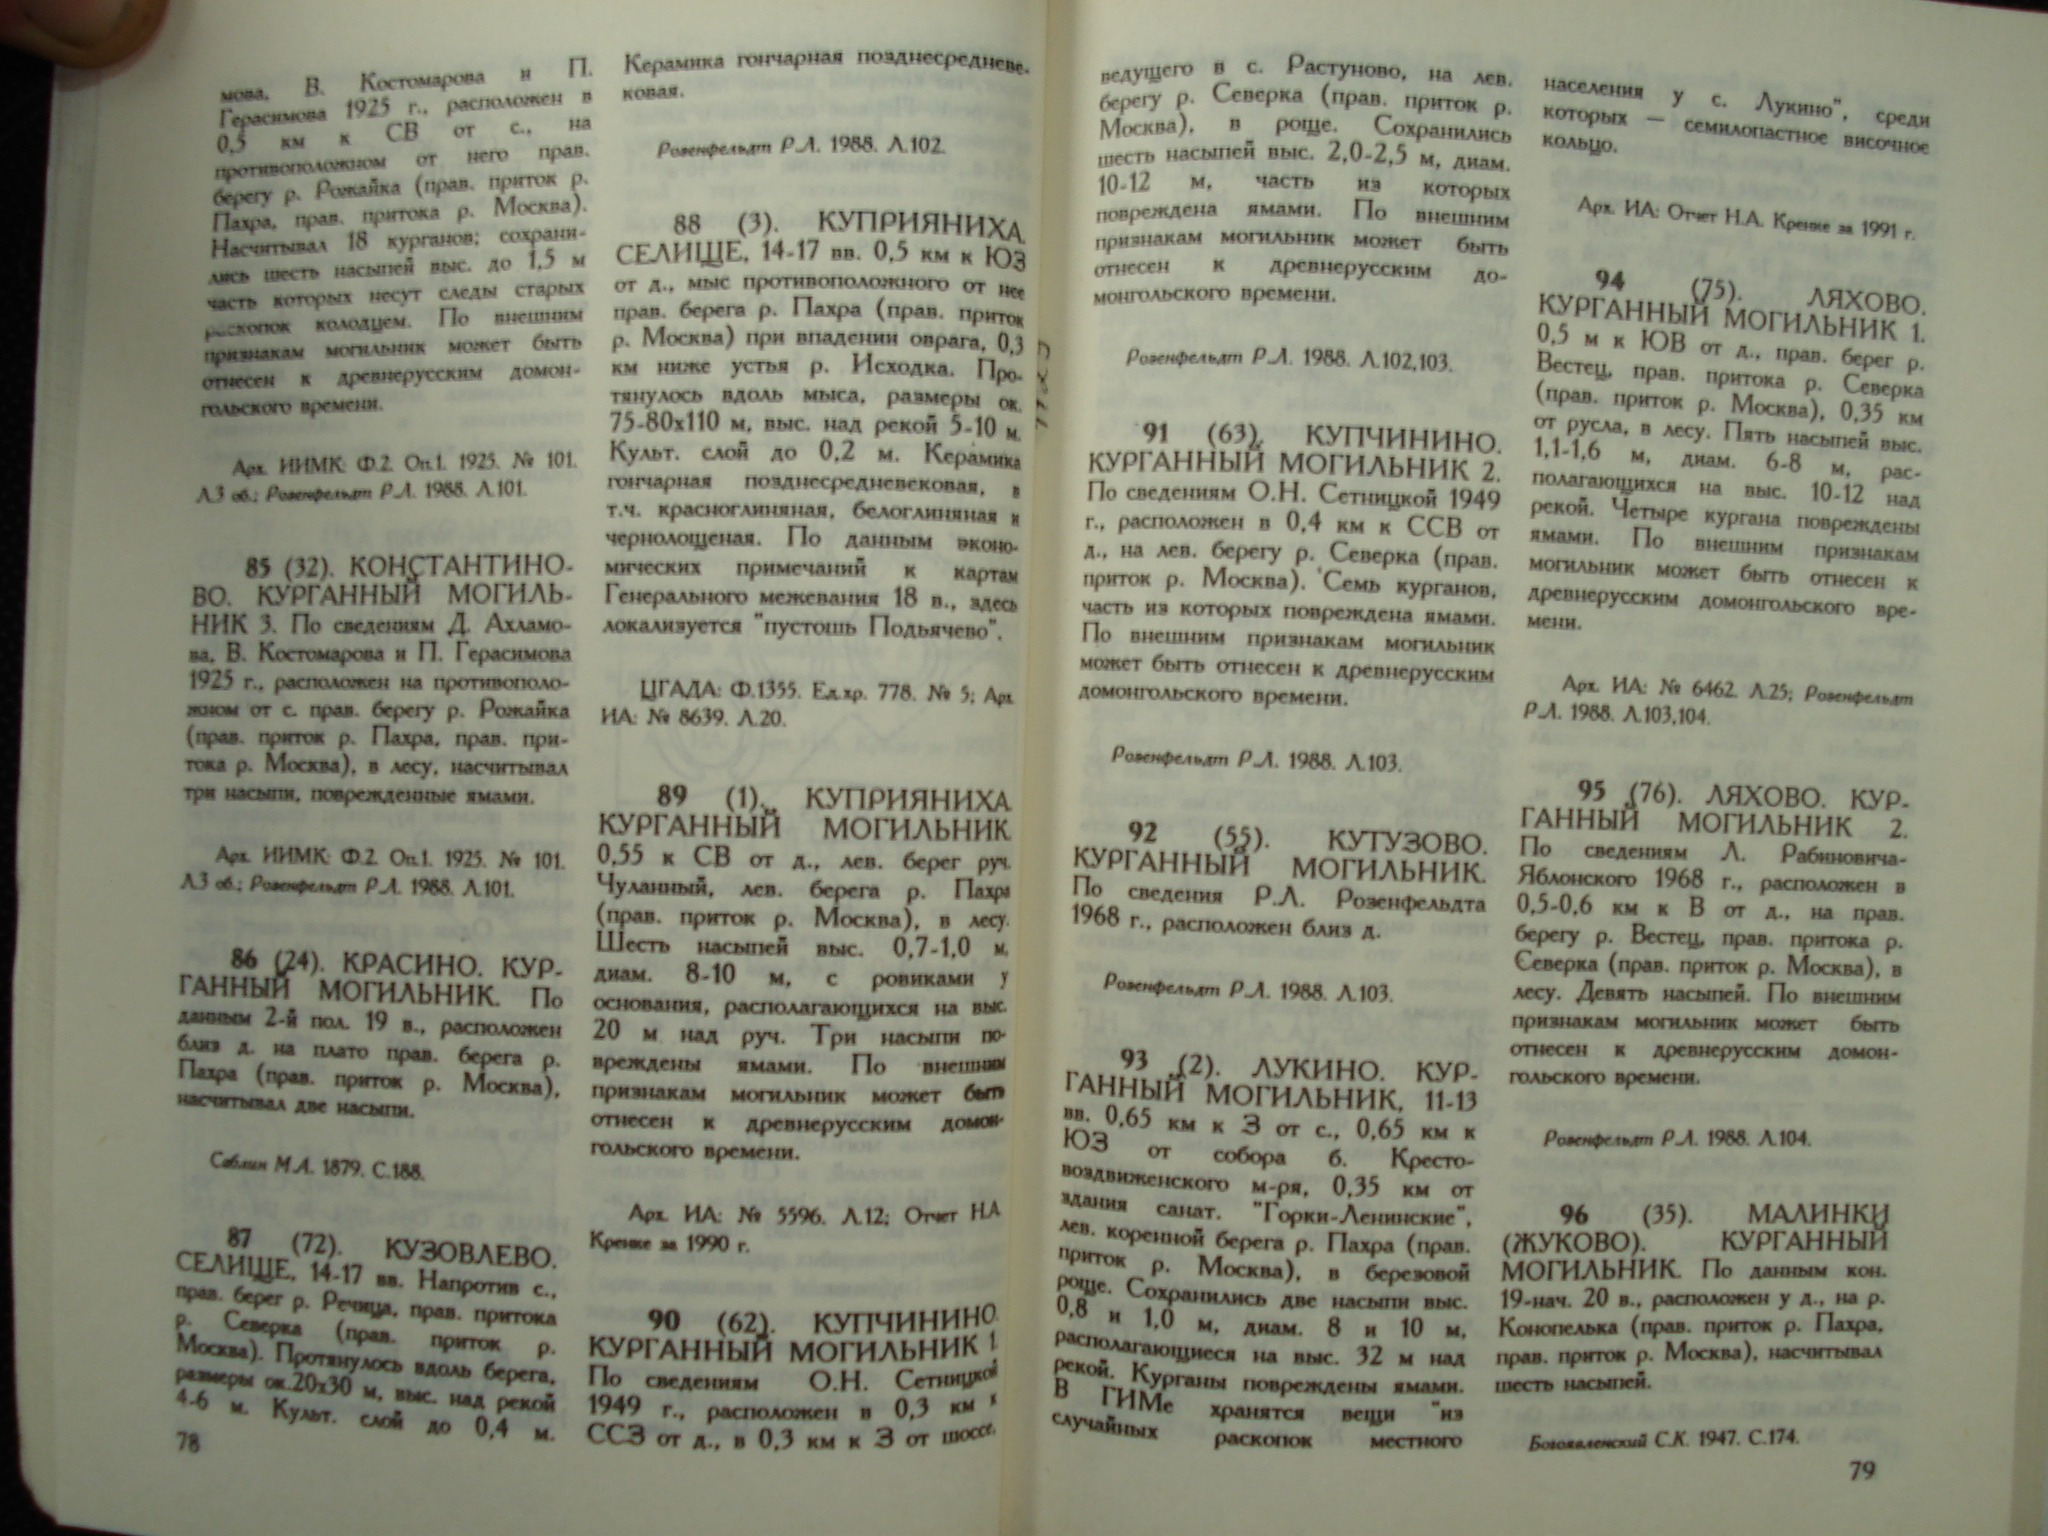 мова, В. Костомарова и П.
Герасимова 1925 г., расположен в
0,5 км к СВ от с., на
противоположном от него прав.
берегу р. Рожайка (прав. приток р.
Пахра, прав. притока р. Москва).
Насчитывал 18 курганов; сохрани-
лись шесть насыпей выс. до 1,5 м
часть которых несут следы старых
раскопок колодцем. По внешним
признакам могильник может быть
отнесен к древнерусским домон-
гольского времени.
Арх. ИИМК: Ф.2. Оп.1. 1925. № 101.
Л.3 об.; Розенфельдт Р.Л. 1988. Л.101.
85 (32). КОНСТАНТИНО-
ВО. КУРГАННЫЙ МОГИЛЬ-
НИК 3. По сведениям Д. Ахламо-
ва, В. Костомарова и П. Герасимова
1925 г., расположен на противополо-
жном от с. прав. берегу р. Рожайка
(прав. приток р. Пахра, прав. при-
тока р. Москва), в лесу, насчитывал
три насыпи, поврежденные ямами.
Арх. ИИМК: Ф.2. Оп.1. 1925. № 101.
Л.3 об.; Розенфельдт Р.Л. 1988. Л.101.
86 (24). КРАСИНО. КУР-
ГАННЫЙ МОГИЛЬНИК. По
данным 2-й пол. 19 в., расположен
близ д. на плато прав. берега р.
Пахра (прав. приток р. Москва),
насчитывал две насыпи.
Саблин М.А. 1879. С.188.
87 (72). КУЗОВЛЕВО.
СЕЛИЩЕ, 14-17 вв. Напротив с.,
прав. берег р. Речица, прав. притока
р. Северка (прав. приток р.
Москва). Протянулось вдоль берега,
размеры ок.20х30 м, выс. над рекой
4-6 м. Культ. слой до 0,4 м.
78
Керамика гончарная позднесредневе-
ковая.
Розенфельдт Р.Л. 1988. Л.102.
88 (3). КУПРИЯНИХА.
СЕЛИЩЕ, 14-17 вв. 0,5 км к ЮЗ
от д., мыс противоположного от нее
прав. берега р. Пахра (прав. приток
р. Москва) при впадении оврага, 0,3
км ниже устья р. Исходка. Про-
тянулось вдоль мыса, размеры ок.
75-80х110 м, выс. над рекой 5-10 м.
Культ. слой до 0,2 м. Керамика
гончарная позднесредневековая, в
т.ч. красноглиняная, белоглиняная и
чернолощеная. По данным эконо-
мических примечаний к картам
Генерального межевания 18 в., здесь
локализуется "пустошь Подьячево".
ЦГАДА: Ф.1355. Ед.хр. 778. № 5; Арх.
ИА: № 8639. Л.20.
89 (1). КУПРИЯНИХА.
КУРГАННЫЙ МОГИЛЬНИК.
0,55 к СВ от д., лев. берег руч.
Чуланный, лев. берега р. Пахра
(прав. приток р. Москва), в лесу.
Шесть насыпей выс. 0,7-1,0 м,
диам. 8-10 м, с ровиками у
основания, располагающихся на выс.
20 м над руч. Три насыпи по-
вреждены ямами. По внешним
признакам могильник может быть
отнесен к древнерусским домон-
гольского времени.
Арх. ИА: № 5596. Л.12; Отчет Н.А.
Кренке за 1990 г.
90 (62). КУПЧИНИНО.
КУРГАННЫЙ МОГИЛЬНИК 1.
По сведениям О.Н. Сетницкой
1949 г., расположен в 0,3 км к
ССЗ от д., в 0,3 км к З от шоссе,
ведущего в с. Растуново, на лев.
берегу р. Северка (прав. приток р.
Москва), в роще. Сохранились
шесть насыпей выс. 2,0-2,5 м, диам.
10-12 м, часть из которых
повреждена ямами. По внешним
признакам могильник может быть
отнесен к древнерусским до-
монгольского времени.
Розенфельдт Р.Л. 1988. Л.102,103.
91 (63). КУПЧИНИНО.
КУРГАННЫЙ МОГИЛЬНИК 2.
По сведениям О.Н. Сетницкой 1949
г., расположен в 0,4 км к ССВ от
д., на лев. берегу р. Северка (прав.
приток р. Москва). Семь курганов,
часть из которых повреждена ямами.
По внешним признакам могильник
может быть отнесен к древнерусским
домонгольского времени.
Розенфельдт Р.Л. 1988. Л.103.
92 (55). КУТУЗОВО.
КУРГАННЫЙ МОГИЛЬНИК.
По сведения Р.Л. Розенфельдта
1968 г., расположен близ д.
Розенфельдт Р.Л. 1988. Л.103.
93 (2). ЛУКИНО. КУР-
ГАННЫЙ МОГИЛЬНИК, 11-13
вв. 0,65 км к З от с., 0,65 км к
ЮЗ от собора б. Кресто-
воздвиженского м-ря, 0,35 км от
здания санат. "Горки-Ленинские",
лев. коренной берега р. Пахра (прав.
приток р. Москва), в березовой
роще. Сохранились две насыпи выс.
0,8 и 1,0 м, диам. 8 и 10 м,
располагающиеся на выс. 32 м над
рекой. Курганы повреждены ямами.
В ГИМе хранятся вещи "из
случайных раскопок местного
населения у с. Лукино", среди
которых — семилопастное височное
кольцо.
Арх. ИА: Отчет Н.А. Кренке за 1991 г.
94 (75). ЛЯХОВО.
КУРГАННЫЙ МОГИЛЬНИК 1.
0,5 м к ЮВ от д., прав. берег р.
Вестец, прав. притока р. Северка
(прав. приток р. Москва), 0,35 км
от русла, в лесу. Пять насыпей выс.
1,1-1,6 м, диам. 6-8 м, рас-
полагающихся на выс. 10-12 над
рекой. Четыре кургана повреждены
ямами. По внешним признакам
могильник может быть отнесен к
древнерусским домонгольского вре-
мени.
Арх. ИА: № 6462. Л.25; Розенфельдт
Р.Л. 1988. Л.103,104.
95 (76). ЛЯХОВО. КУР-
ГАННЫЙ МОГИЛЬНИК 2.
По сведениям Л. Рабиновича-
Яблонского 1968 г., расположен в
0,5-0,6 км к В от д., на прав.
берегу р. Вестец, прав. притока р.
Северка (прав. приток р. Москва), в
лесу. Девять насыпей. По внешним
признакам могильник может быть
отнесен к древнерусским домон-
гольского времени.
Розенфельдт Р.Л. 1988. Л.104.
96 (35). МАЛИНКИ
(ЖУКОВО). КУРГАННЫЙ
МОГИЛЬНИК. По данным кон.
19-нач. 20 в., расположен у д., на р.
Конопелька (прав. приток р. Пахра,
прав. приток р. Москва), насчитывал
шесть насыпей.
Богоявленский С.К. 1947. С.174.
79